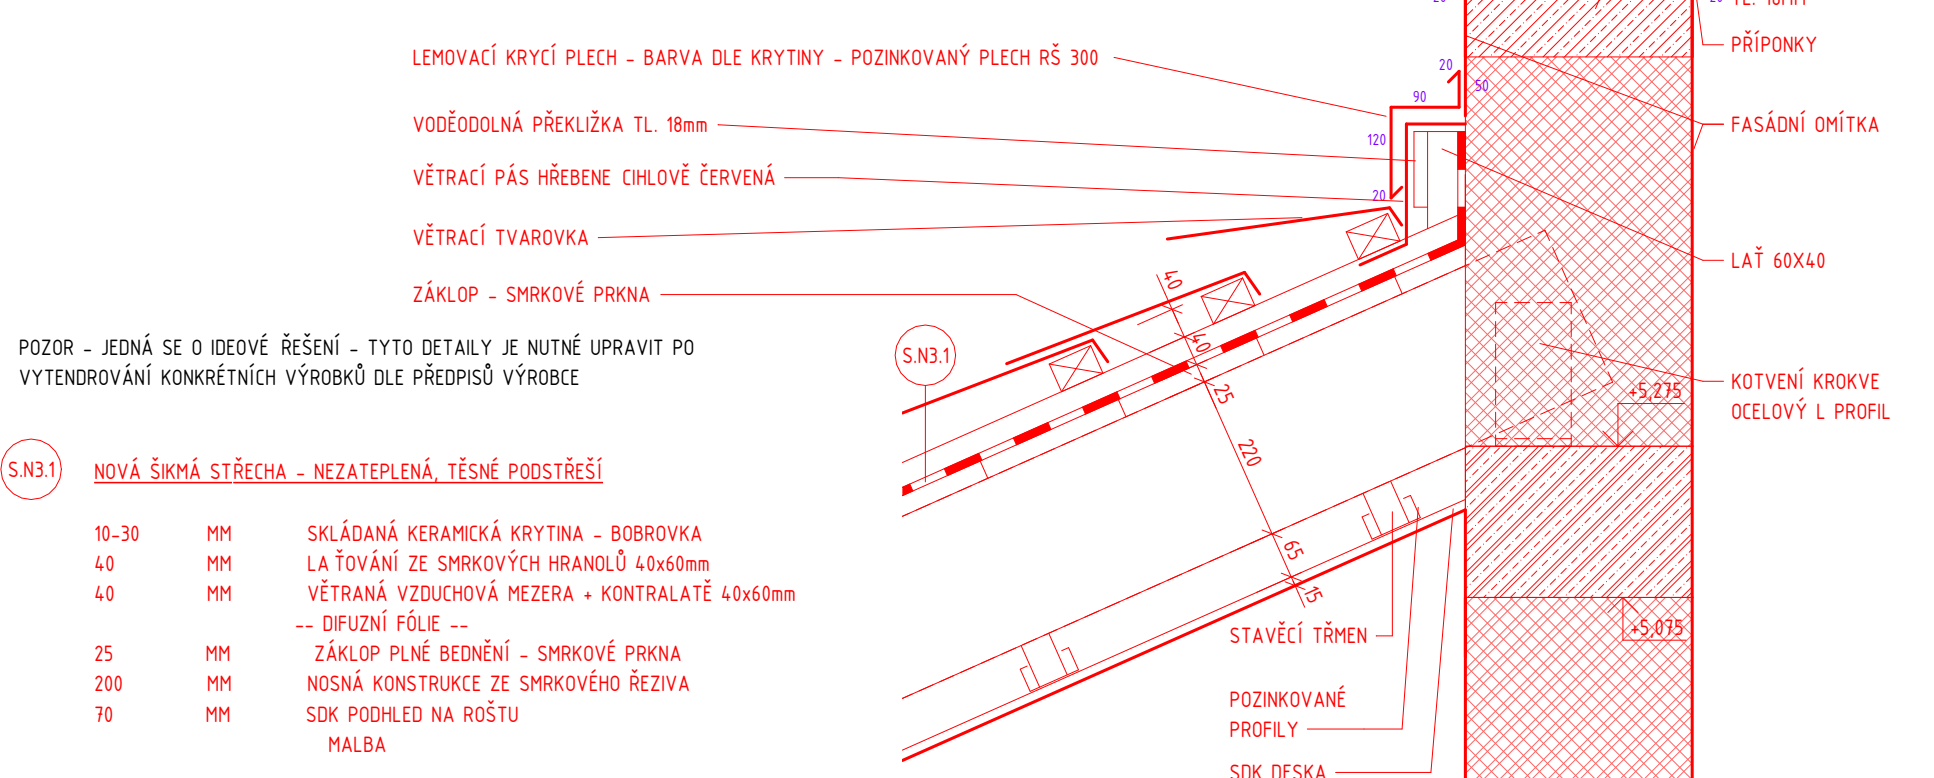 LEMOVACÍ KRYCÍ PLECH - BARVA DLE KRYTINY - POZINKOVANÝ PLECH RŠ 300
VODĚODOLNÁ PŘEKLIŽKA TL. 18mm
VĚTRACÍ PÁS HŘEBENE CIHLOVĚ ČERVENÁ
VĚTRACÍ TVAROVKA
ZÁKLOP - SMRKOVÉ PRKNA
POZOR - JEDNÁ SE O IDEOVÉ ŘEŠENÍ - TYTO DETAILY JE NUTNÉ UPRAVIT PO
VYTENDROVÁNÍ KONKRÉTNÍCH VÝROBKŮ DLE PŘEDPISŮ VÝROBCE
S.N3.1
NOVÁ ŠIKMÁ STŘECHA - NEZATEPLENÁ, TĚSNÉ PODSTŘEŠÍ
10-30 MM SKLÁDANÁ KERAMICKÁ KRYTINA - BOBROVKA
40 MM LAŤOVÁNÍ ZE SMRKOVÝCH HRANOLŮ 40x60mm
40 MM VĚTRANÁ VZDUCHOVÁ MEZERA + KONTRALATĚ 40x60mm
-- DIFUZNÍ FÓLIE --
25 MM ZÁKLOP PLNÉ BEDNĚNÍ - SMRKOVÉ PRKNA
200 MM NOSNÁ KONSTRUKCE ZE SMRKOVÉHO ŘEZIVA
70 MM SDK PODHLED NA ROŠTU
MALBA
S.N3.1
20
50
90
120
20
40
40
25
220
65
15
STAVĚCÍ TŘMEN
POZINKOVANÉ
PROFILY
SDK DESKA
+5,275
+5,075
PŘÍPONKY
FASÁDNÍ OMÍTKA
LAŤ 60X40
KOTVENÍ KROKVE
OCELOVÝ L PROFIL